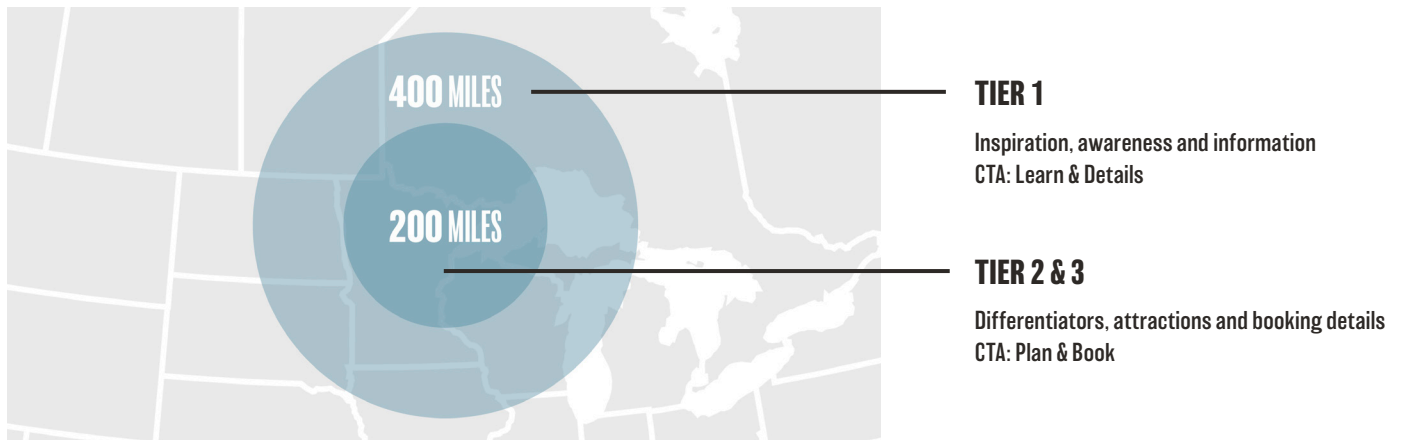 400 MILES
TIER 1
Inspiration, awareness and information
CTA: Learn & Details
200 MILES
TIER 2 & 3
Differentiators, attractions and booking details
CTA: Plan & Book